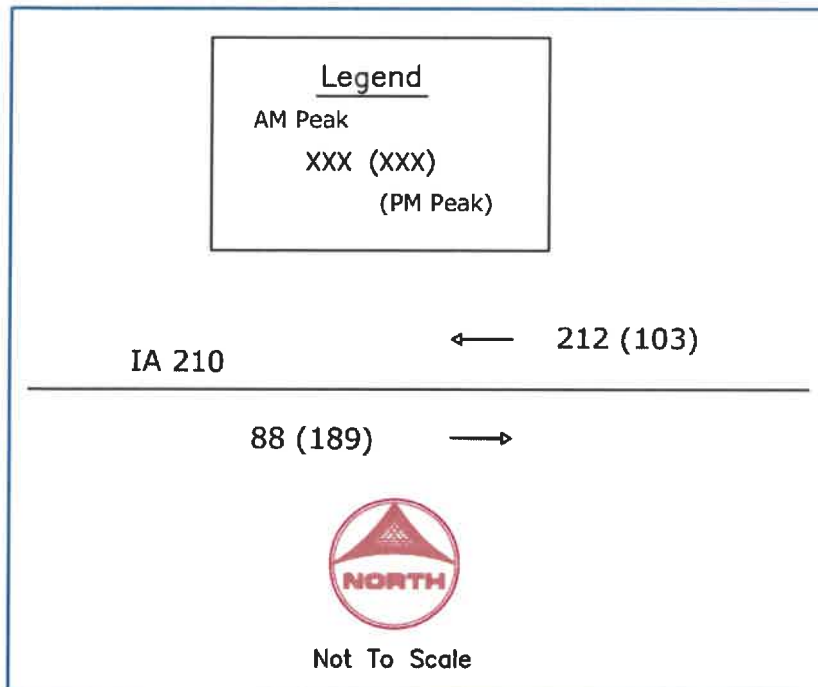 Legend
AM Peak
XXX (XXX)
(PM Peak)
212 (103)
IA 210
88 (189)
NORTH
Not To Scale